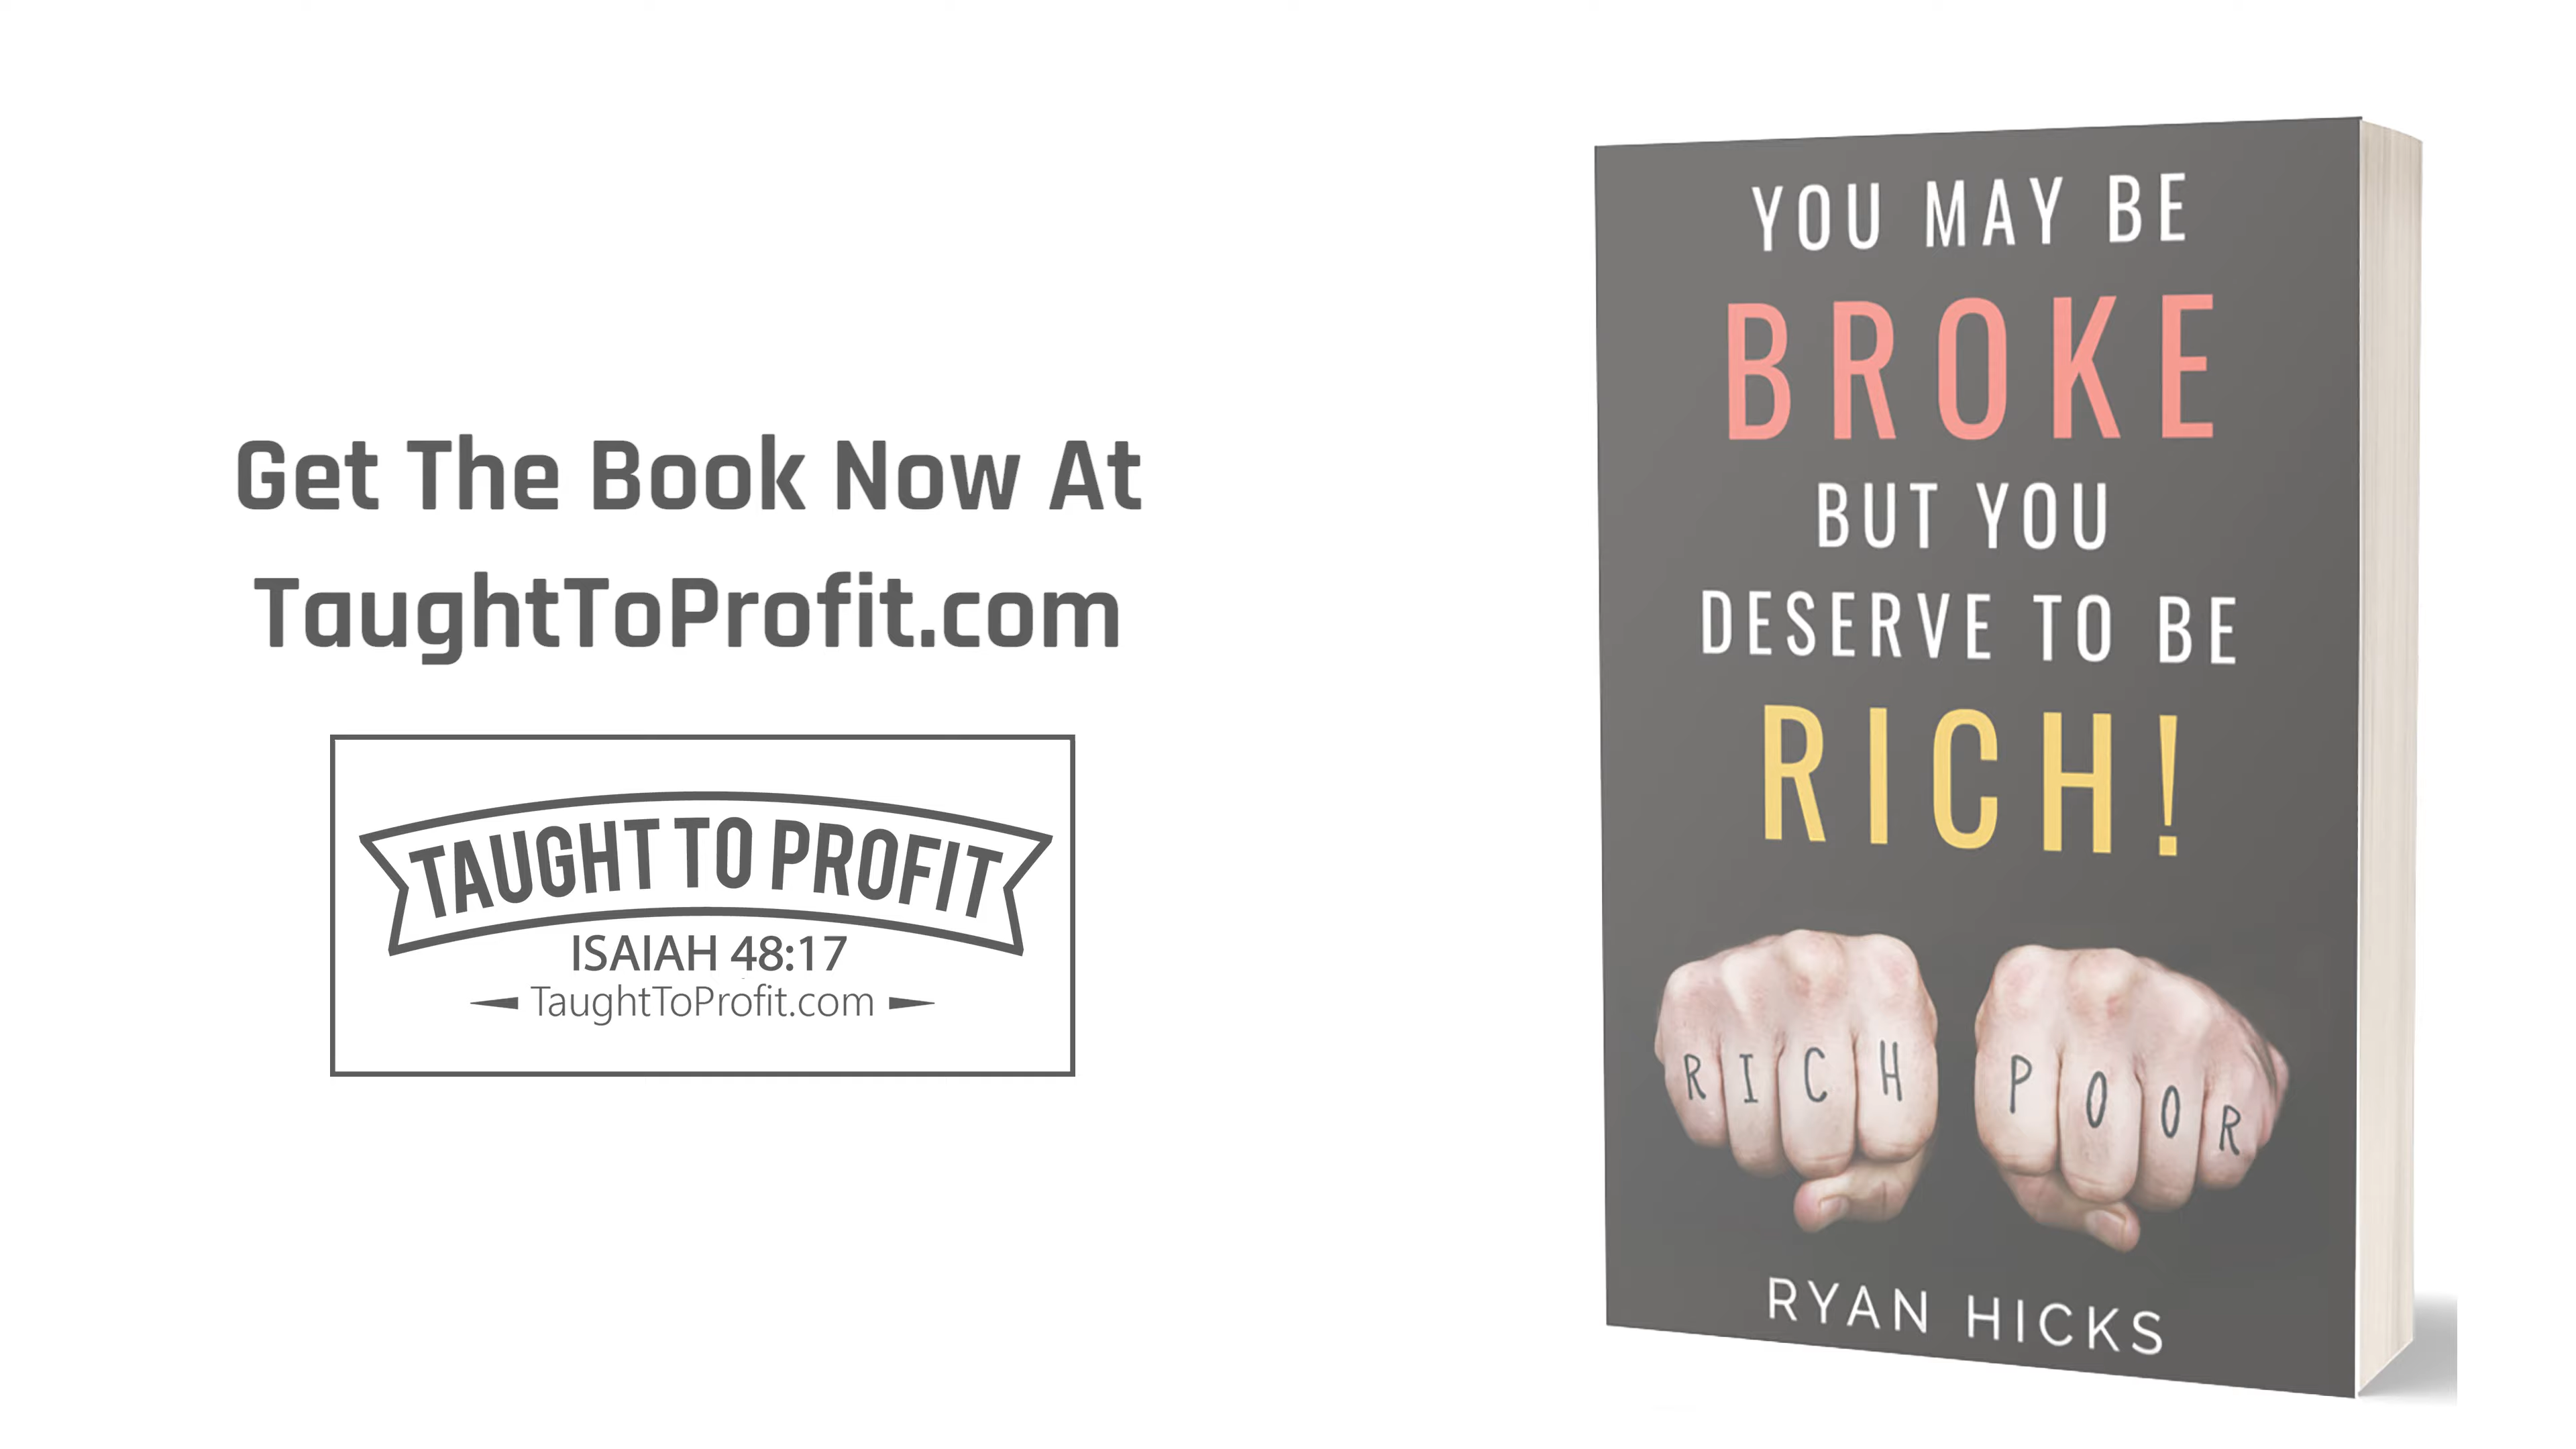 Get The Book Now At
TaughtToProfit.com
TAUGHT TO PROFIT
ISAIAH 48:17
TaughtToProfit.com
YOU MAY BE
BROKE
BUT YOU
DESERVE TO BE
RICH!
RICH POOR
RYAN HICKS